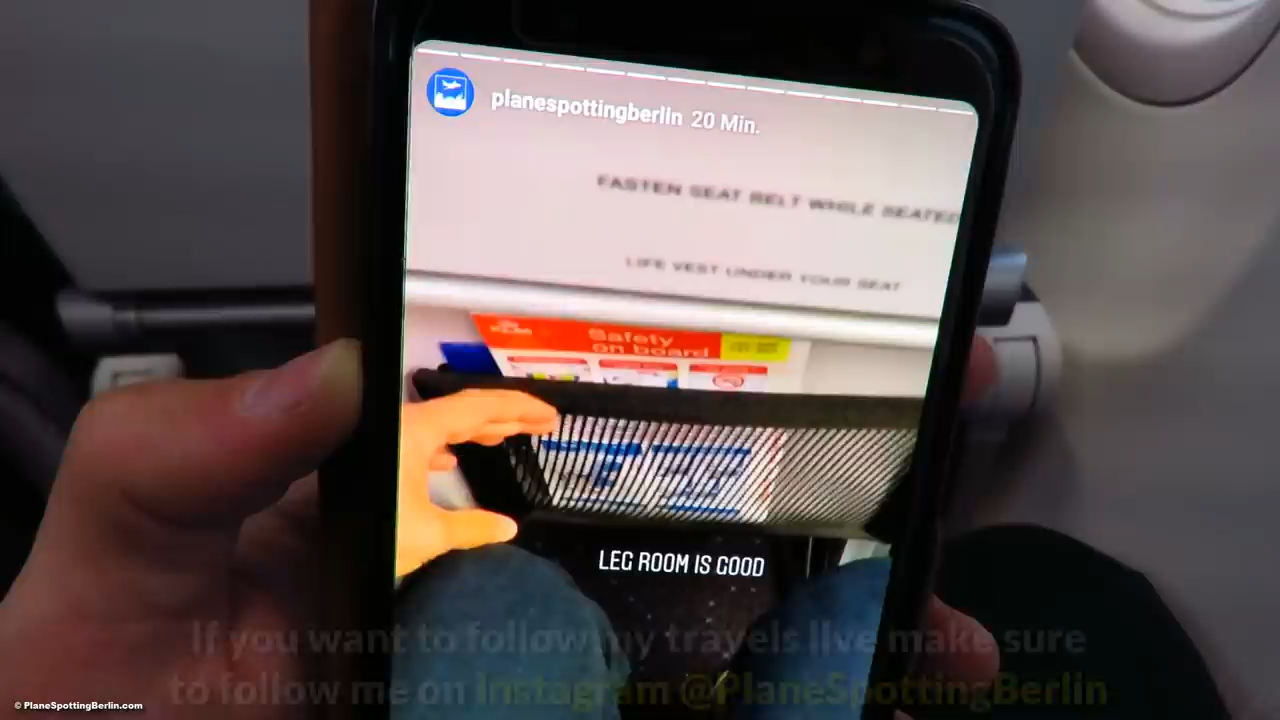 planespottingberlin 20 Min.
FASTEN SEAT BELT WHILE SEATED
LIFE VEST UNDER YOUR SEAT
Safety
on board
LEG ROOM IS GOOD
If you want to follow my travels live make sure
to follow me on Instagram @PlaneSpottingBerlin
© PlaneSpottingBerlin.com